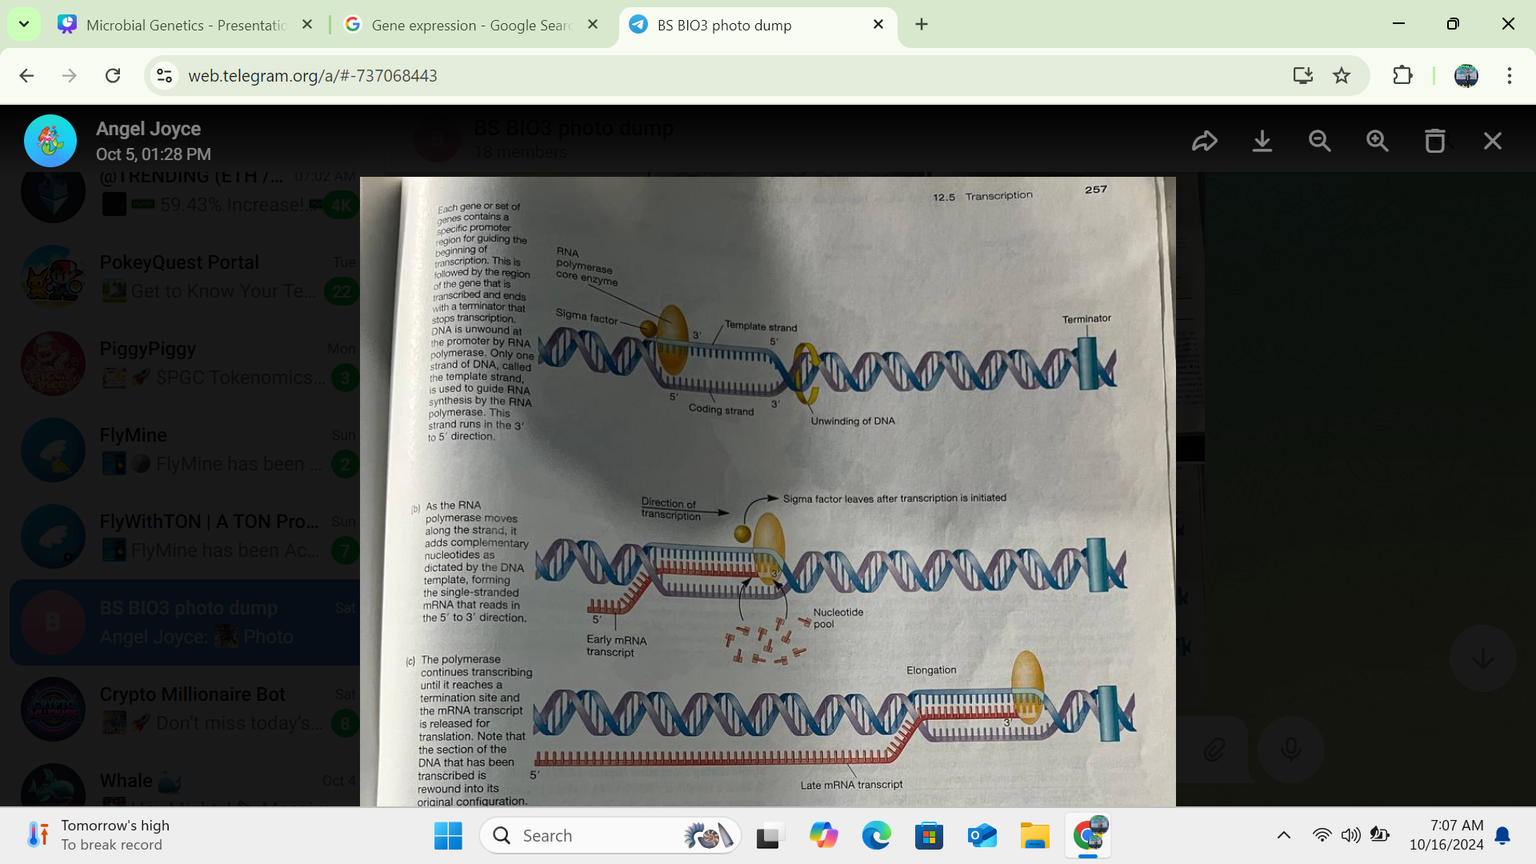 Microbial Genetics - Presentatio
Gene expression - Google Searc
BS BIO3 photo dump
web.telegram.org/a/#-737068443
Angel Joyce
Oct 5, 01:28 PM
BS BIO3 photo dump
18 members
@TRENDING (ETH /... 07:02 AM
59.43% Increase!... 4K
PokeyQuest Portal Tue
Get to Know Your Te... 22
PiggyPiggy Mon
$PGC Tokenomics... 3
FlyMine Sun
FlyMine has been ... 2
FlyWithTON | A TON Pro... Sun
FlyMine has been Ac... 7
B
BS BIO3 photo dump Sat
Angel Joyce: Photo
Crypto Millionaire Bot Sat
Don't miss today's... 8
Whale Oct 4
12.5 Transcription 257
Each gene or set of
genes contains a
specific promoter
region for guiding the
beginning of
transcription. This is
followed by the region
of the gene that is
transcribed and ends
with a terminator that
stops transcription.
DNA is unwound at
the promoter by RNA
polymerase. Only one
strand of DNA, called
the template strand,
is used to guide RNA
synthesis by the RNA
polymerase. This
strand runs in the 3'
to 5' direction.
RNA
polymerase
core enzyme
Sigma factor
3'
Template strand
5'
Terminator
5'
Coding strand
3'
Unwinding of DNA
(b) As the RNA
polymerase moves
along the strand, it
adds complementary
nucleotides as
dictated by the DNA
template, forming
the single-stranded
mRNA that reads in
the 5' to 3' direction.
Direction of
transcription
Sigma factor leaves after transcription is initiated
3'
5'
Early mRNA
transcript
Nucleotide
pool
(c) The polymerase
continues transcribing
until it reaches a
termination site and
the mRNA transcript
is released for
translation. Note that
the section of the
DNA that has been
transcribed is
rewound into its
original configuration.
Elongation
3'
5'
Late mRNA transcript
Tomorrow's high
To break record
Search
7:07 AM
10/16/2024